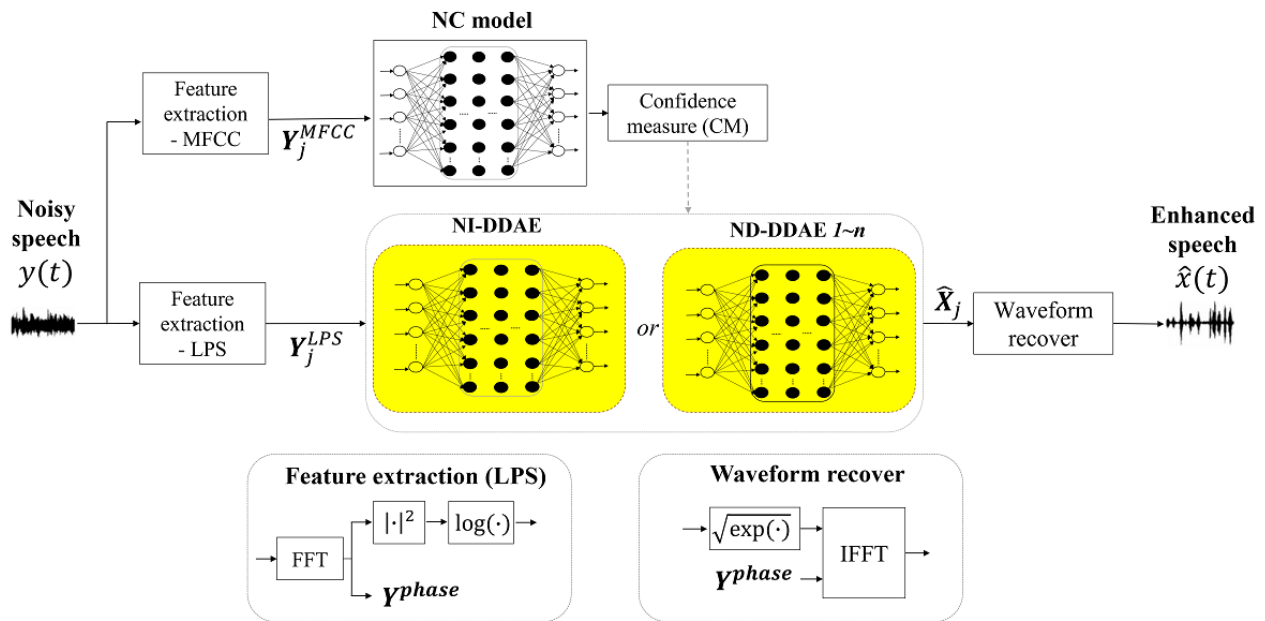 NC model
Feature
extraction
- MFCC
Y_j^{MFCC}
Confidence
measure (CM)
Noisy
speech
y(t)
Feature
extraction
- LPS
Y_j^{LPS}
NI-DDAE
or
ND-DDAE 1~n
X̂_j
Waveform
recover
Enhanced
speech
x̂(t)
Feature extraction (LPS)
FFT
|·|²
log(·)
Y^{phase}
Waveform recover
√exp(·)
Y^{phase}
IFFT